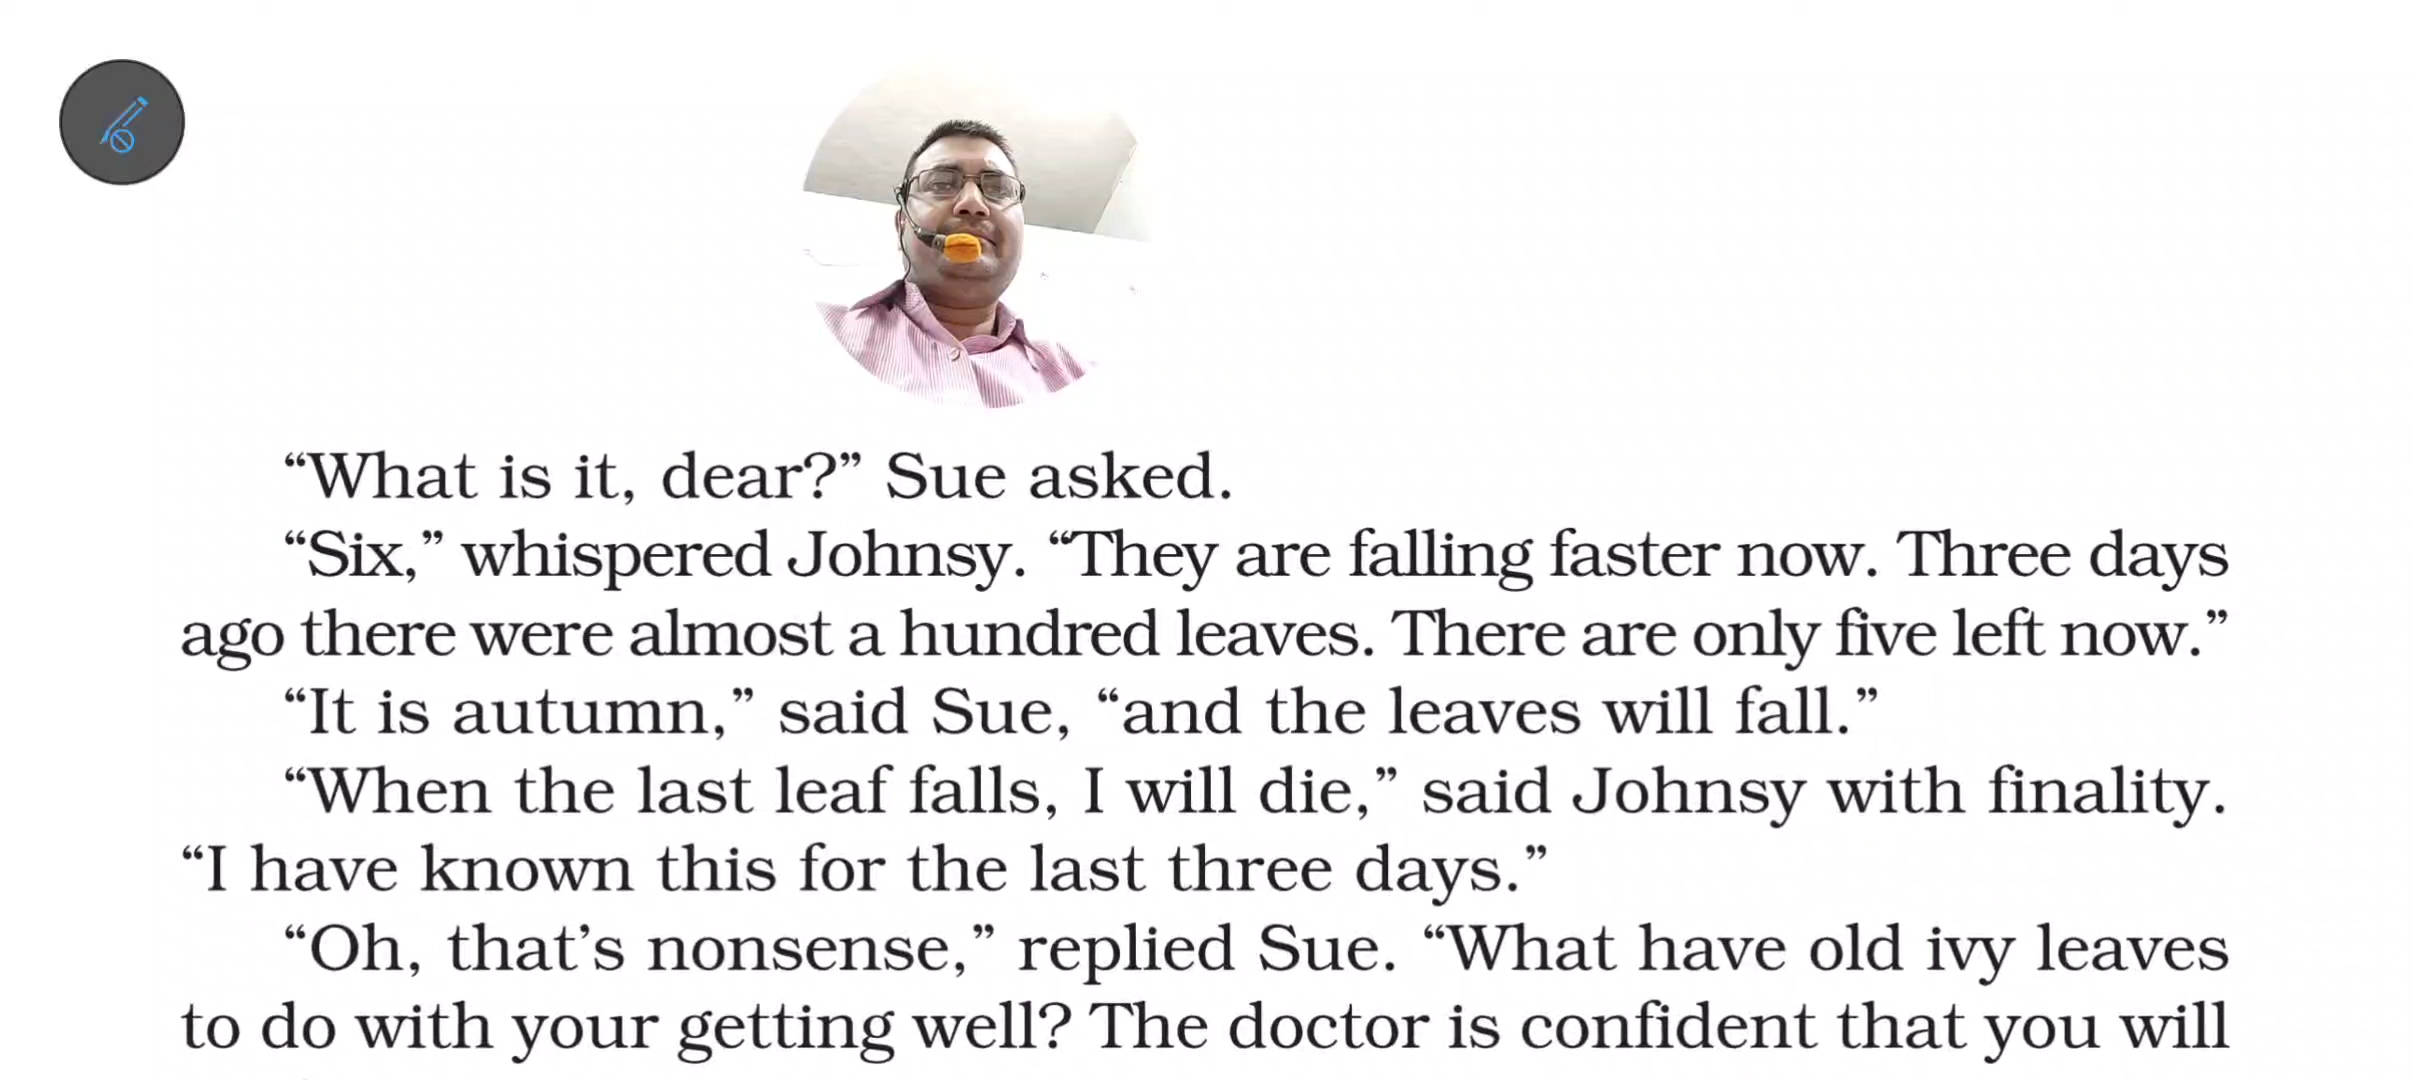 “What is it, dear?” Sue asked.
“Six,” whispered Johnsy. “They are falling faster now. Three days
ago there were almost a hundred leaves. There are only five left now.”
“It is autumn,” said Sue, “and the leaves will fall.”
“When the last leaf falls, I will die,” said Johnsy with finality.
“I have known this for the last three days.”
“Oh, that’s nonsense,” replied Sue. “What have old ivy leaves
to do with your getting well? The doctor is confident that you will